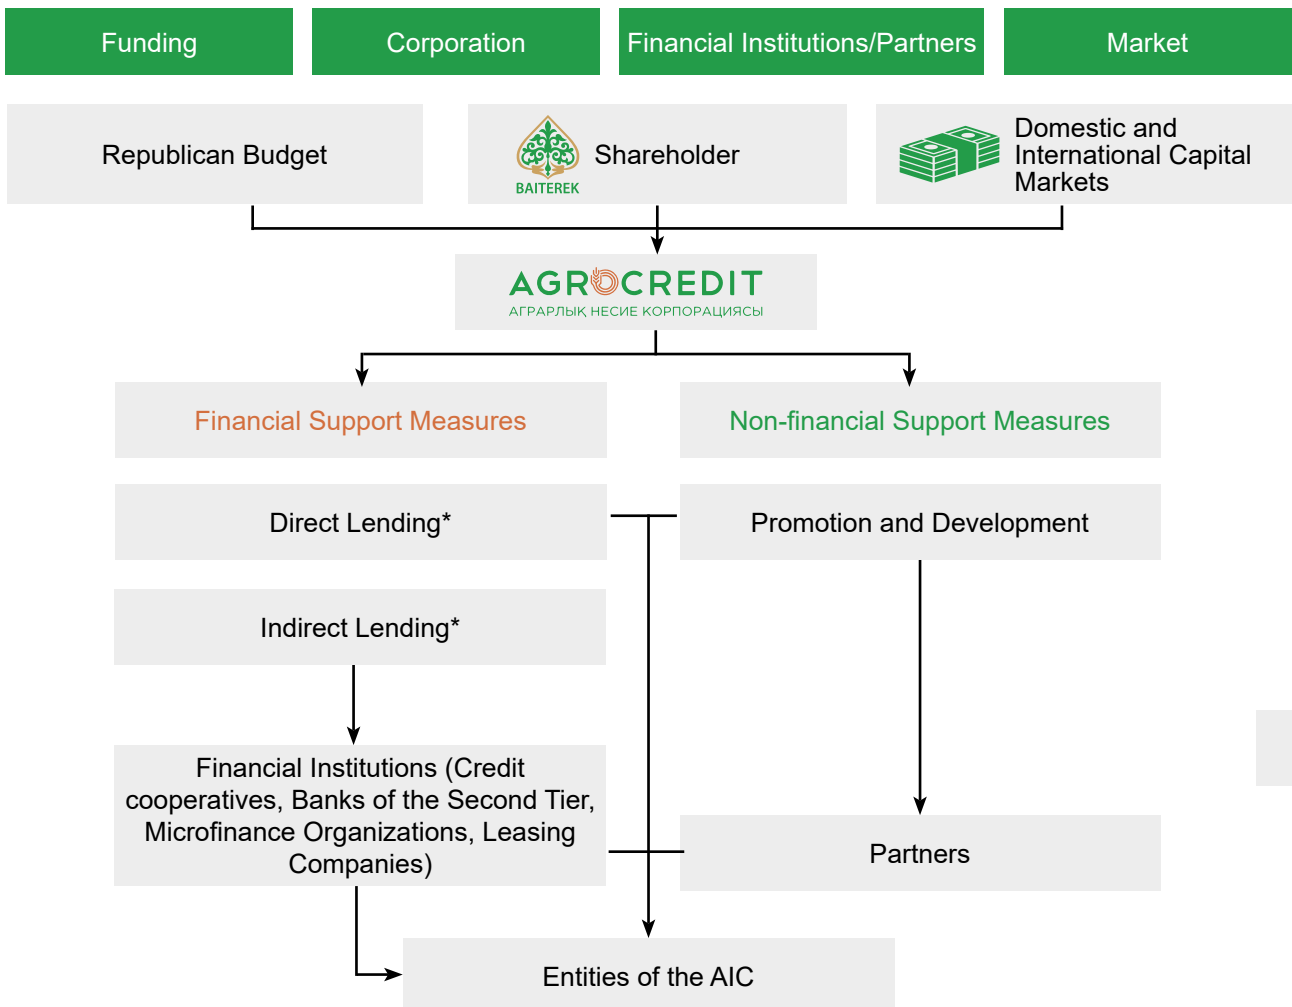 Funding
Corporation
Financial Institutions/Partners
Market
Republican Budget
BAITEREK
Shareholder
Domestic and
International Capital
Markets
AGROCREDIT
АГРАРЛЫҚ НЕСИЕ КОРПОРАЦИЯСЫ
Financial Support Measures
Non-financial Support Measures
Direct Lending*
Promotion and Development
Indirect Lending*
Financial Institutions (Credit
cooperatives, Banks of the Second Tier,
Microfinance Organizations, Leasing
Companies)
Partners
Entities of the AIC